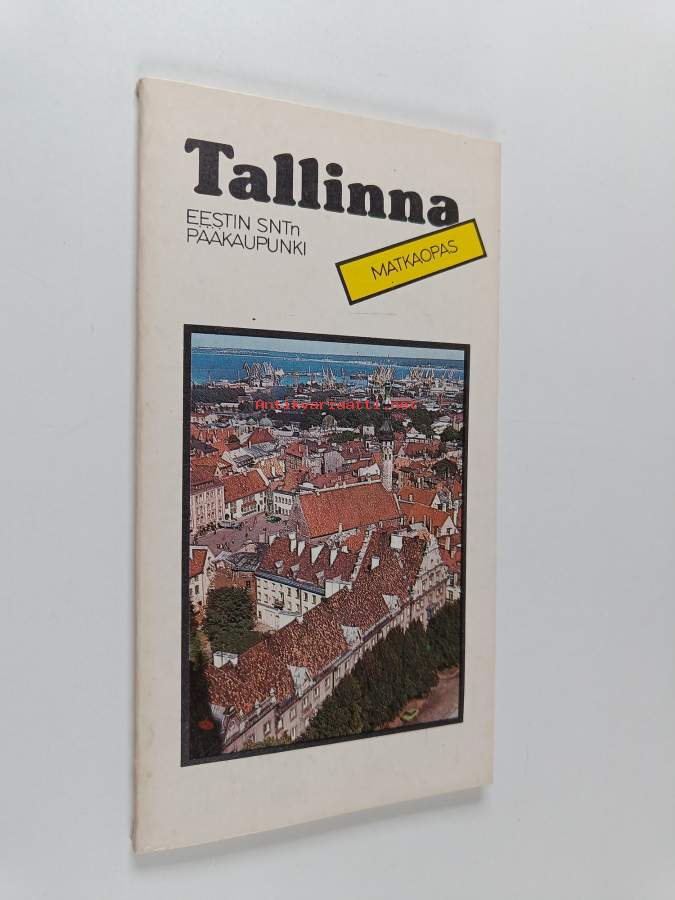 Tallinna
EESTIN SNTn
PÄÄKAUPUNKI
MATKAOPAS
Antikvariaatti.net